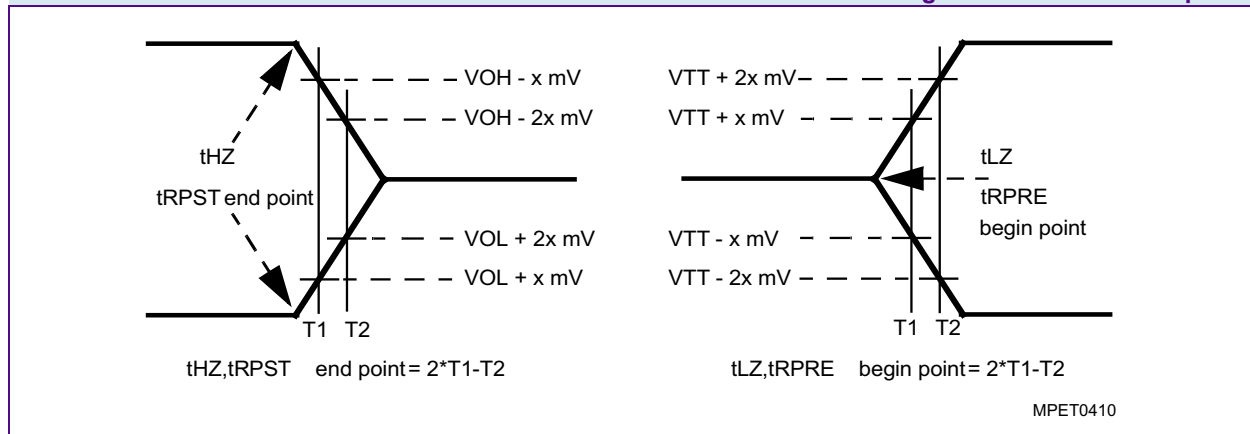 VOH - x mV
VOH - 2x mV
tHZ
tRPST end point
VOL + 2x mV
VOL + x mV
T1 T2
tHZ,tRPST end point= 2*T1-T2
VTT + 2x mV
VTT + x mV
tLZ
tRPRE
begin point
VTT - x mV
VTT - 2x mV
T1 T2
tLZ,tRPRE begin point= 2*T1-T2
MPET0410